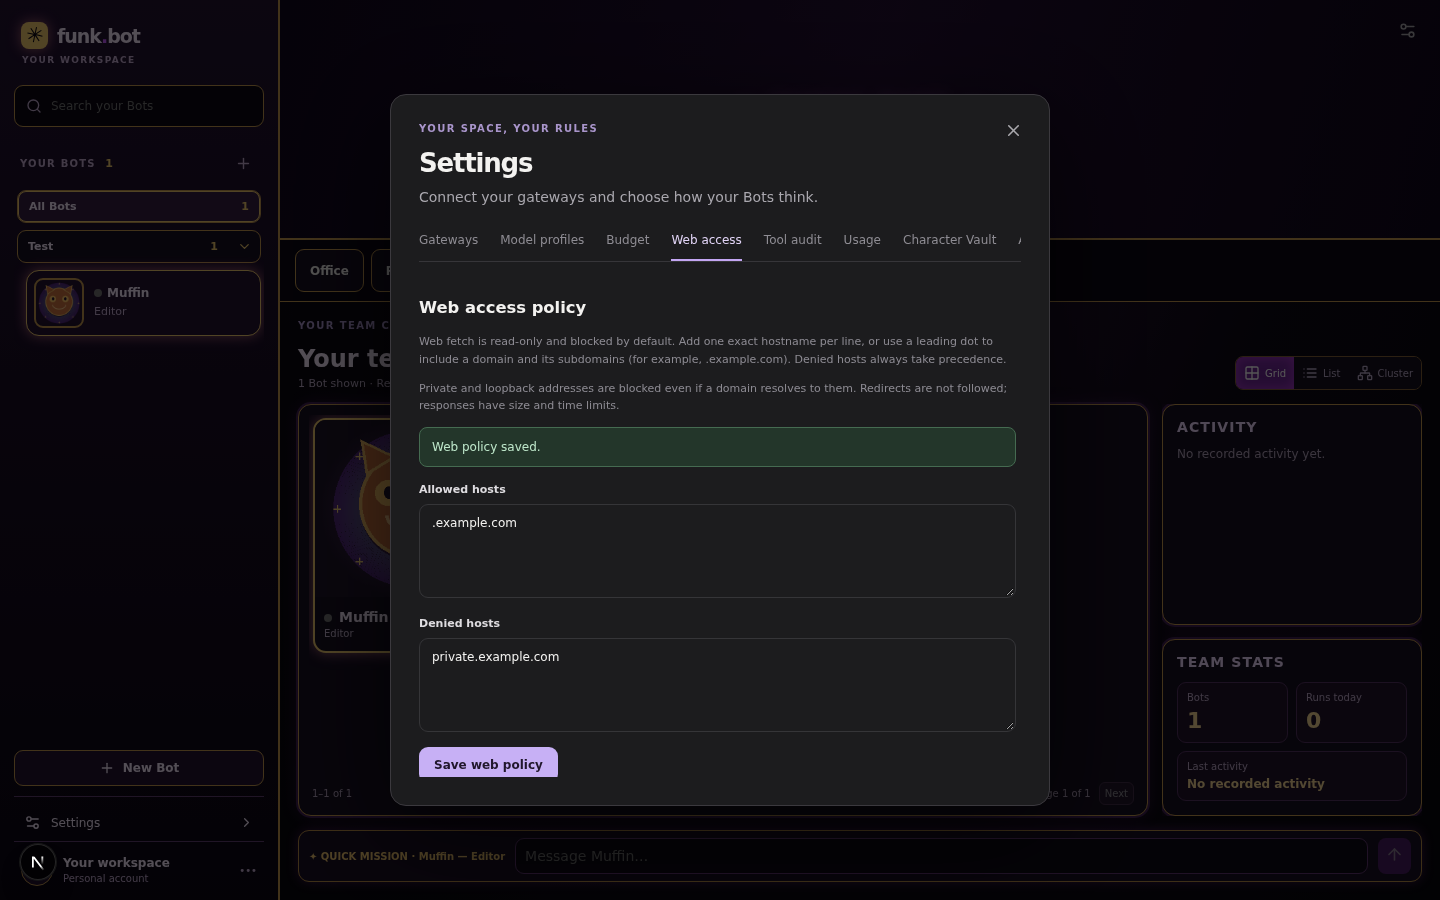 funk.bot
YOUR WORKSPACE
Search your Bots
YOUR BOTS 1
All Bots 1
Test 1
Muffin
Editor
New Bot
Settings
N
Your workspace
Personal account
Office
YOUR TEAM C
Your te
1 Bot shown · Re
Grid
List
Cluster
Muffin
Editor
1–1 of 1
1 of 1
Next
ACTIVITY
No recorded activity yet.
TEAM STATS
Bots
1
Runs today
0
Last activity
No recorded activity
✦ QUICK MISSION · Muffin — Editor
Message Muffin...
YOUR SPACE, YOUR RULES
Settings
Connect your gateways and choose how your Bots think.
Gateways Model profiles Budget Web access Tool audit Usage Character Vault
Web access policy
Web fetch is read-only and blocked by default. Add one exact hostname per line, or use a leading dot to
include a domain and its subdomains (for example, .example.com). Denied hosts always take precedence.
Private and loopback addresses are blocked even if a domain resolves to them. Redirects are not followed;
responses have size and time limits.
Web policy saved.
Allowed hosts
.example.com
Denied hosts
private.example.com
Save web policy